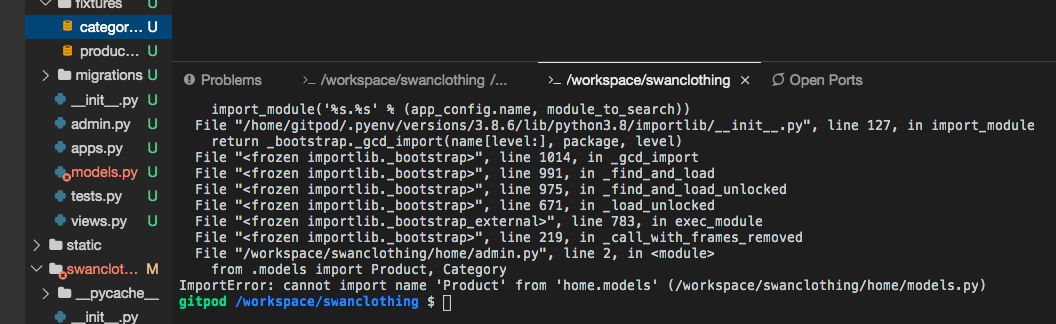 fixtures U
categor... U
produc... U
migrations U
__init__.py U
admin.py U
apps.py U
models.py U
tests.py U
views.py U
static
swanclot... M
__pycache__
__init__.py
Problems
>_ /workspace/swanclothing /...
>_ /workspace/swanclothing ×
Open Ports
import_module('%s.%s' % (app_config.name, module_to_search))
File "/home/gitpod/.pyenv/versions/3.8.6/lib/python3.8/importlib/__init__.py", line 127, in import_module
return _bootstrap._gcd_import(name[level:], package, level)
File "<frozen importlib._bootstrap>", line 1014, in _gcd_import
File "<frozen importlib._bootstrap>", line 991, in _find_and_load
File "<frozen importlib._bootstrap>", line 975, in _find_and_load_unlocked
File "<frozen importlib._bootstrap>", line 671, in _load_unlocked
File "<frozen importlib._bootstrap_external>", line 783, in exec_module
File "<frozen importlib._bootstrap>", line 219, in _call_with_frames_removed
File "/workspace/swanclothing/home/admin.py", line 2, in <module>
from .models import Product, Category
ImportError: cannot import name 'Product' from 'home.models' (/workspace/swanclothing/home/models.py)
gitpod /workspace/swanclothing $